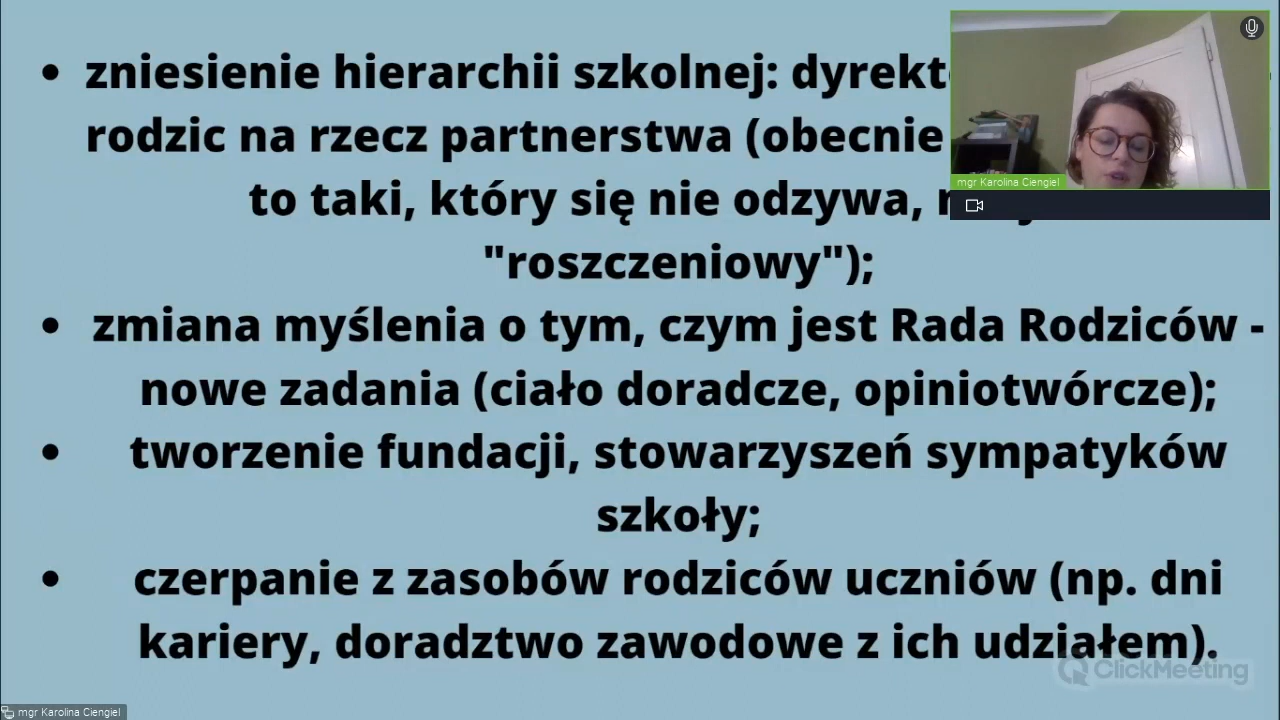 • zniesienie hierarchii szkolnej:
rodzic na rzecz partnerstwa (obecnie
to taki, który się nie odzywa,
"roszczeniowy");
• zmiana myślenia o tym, czym jest Rada Rodziców -
nowe zadania (ciało doradcze, opiniotwórcze);
• tworzenie fundacji, stowarzyszeń sympatyków
szkoły;
• czerpanie z zasobów rodziców uczniów (np. dni
kariery, doradztwo zawodowe z ich udziałem).
mgr Karolina Ciengiel
ClickMeeting
mgr Karolina Ciengiel